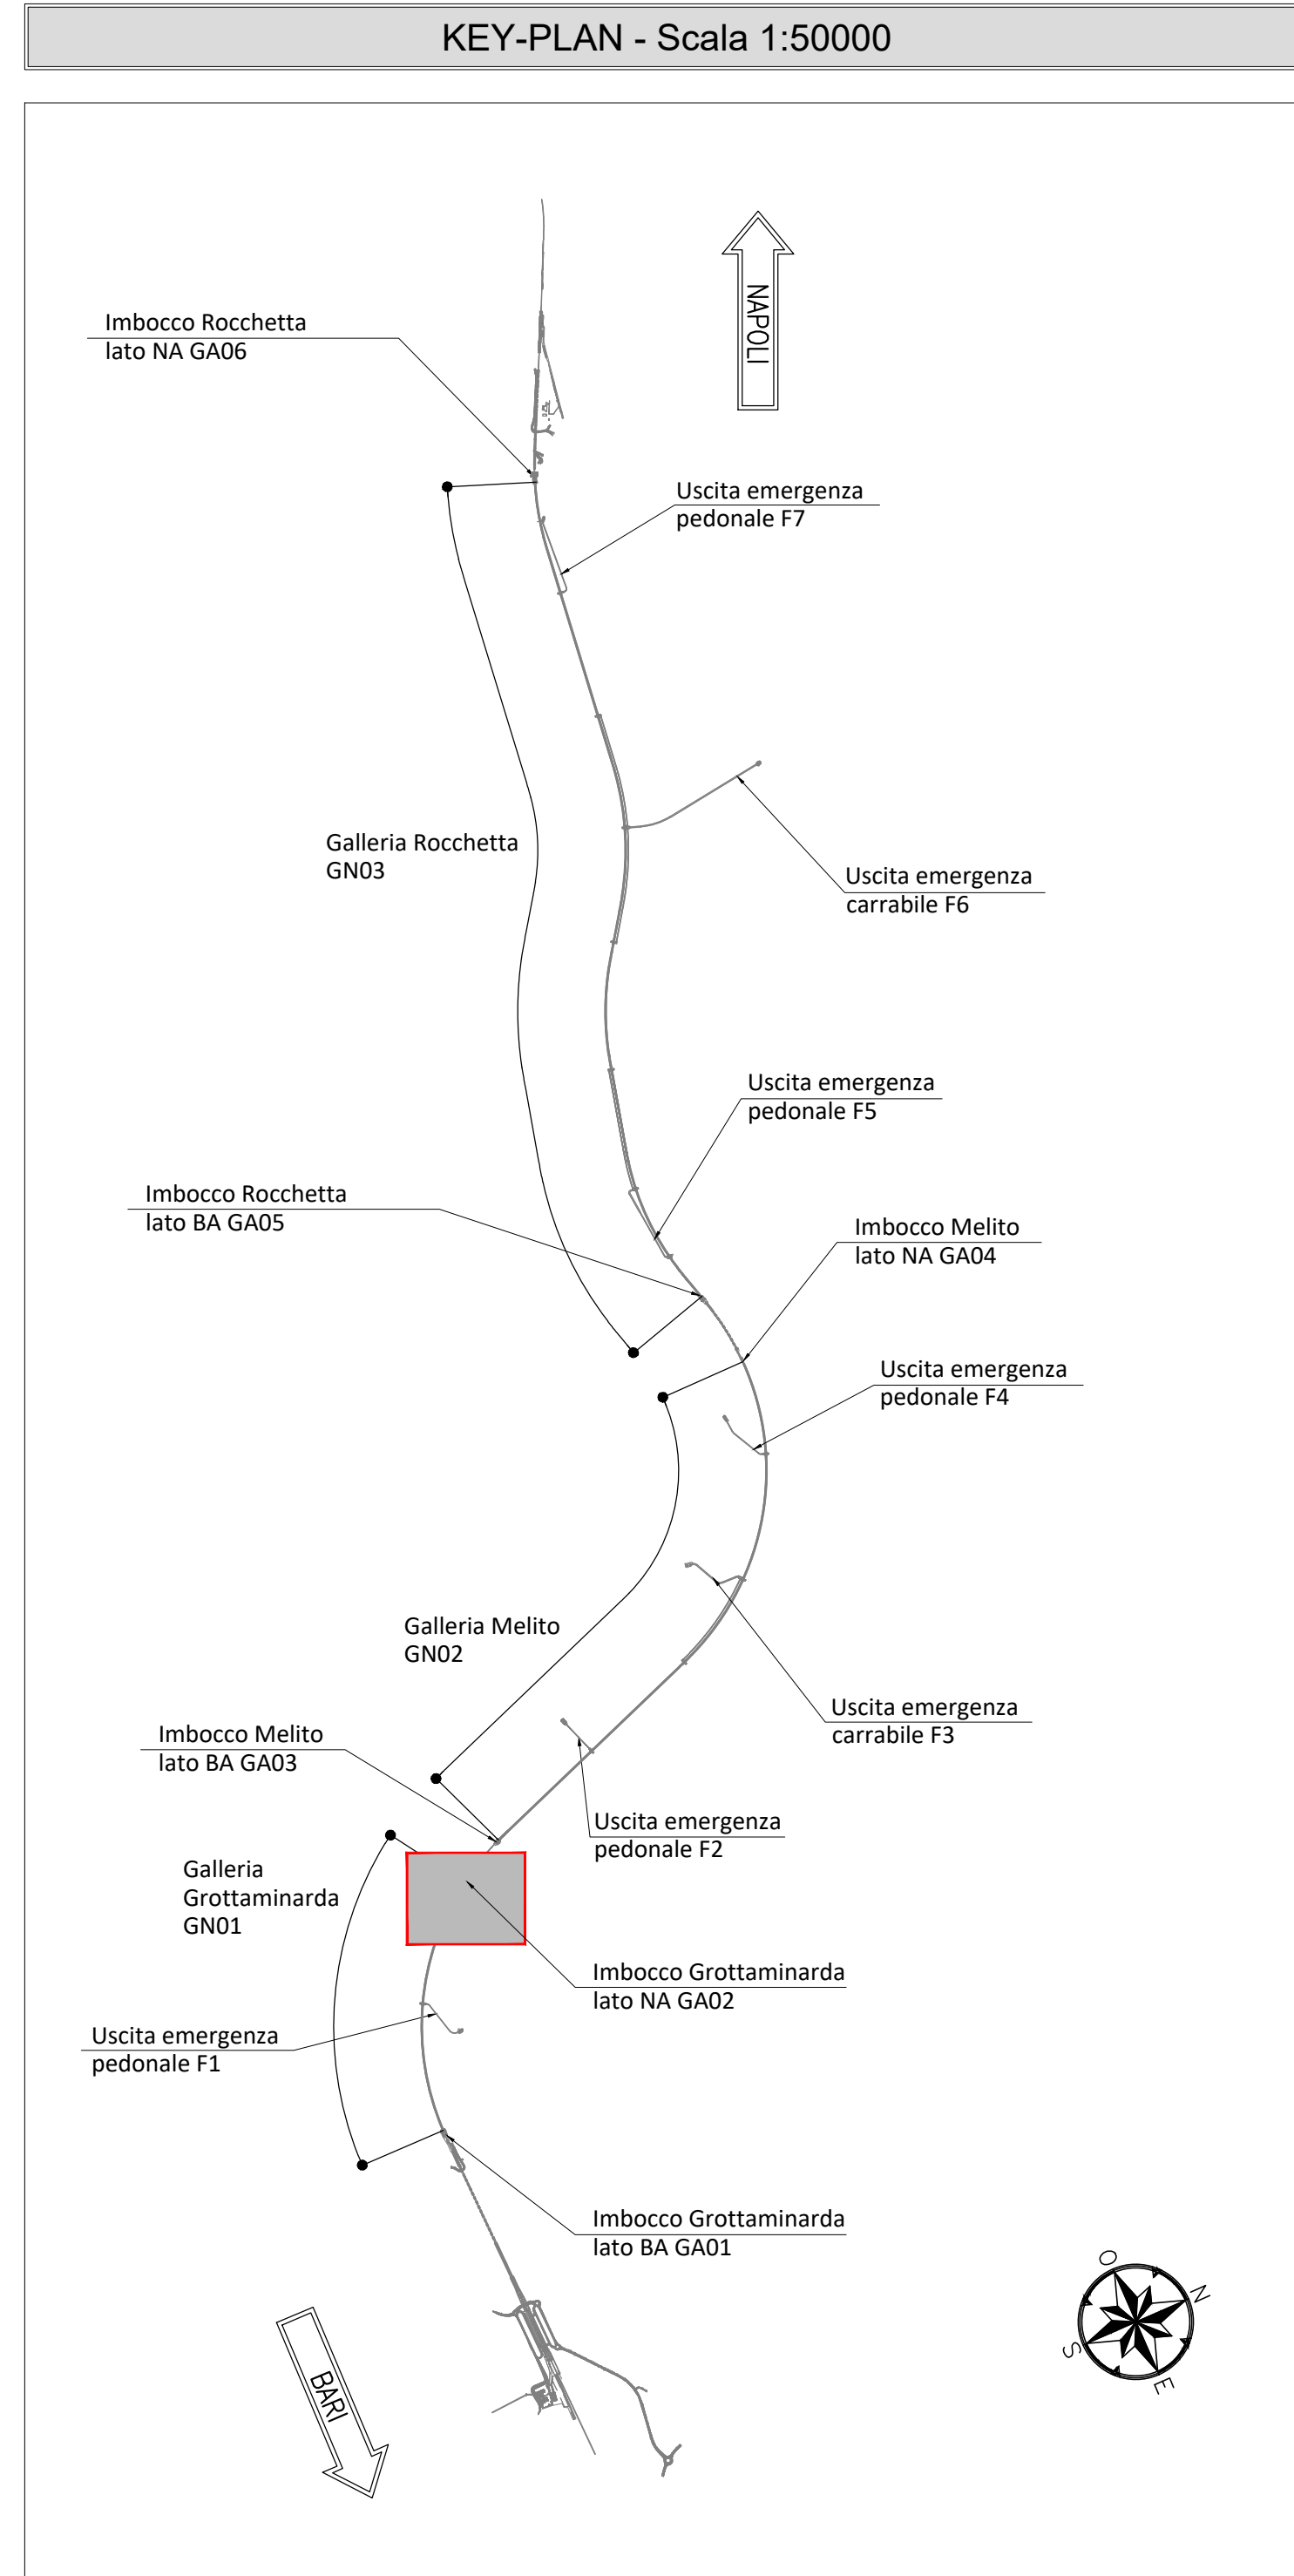 KEY-PLAN - Scala 1:50000
NAPOLI
Imbocco Rocchetta
lato NA GA06
Uscita emergenza
pedonale F7
Galleria Rocchetta
GN03
Uscita emergenza
carrabile F6
Uscita emergenza
pedonale F5
Imbocco Rocchetta
lato BA GA05
Imbocco Melito
lato NA GA04
Uscita emergenza
pedonale F4
Galleria Melito
GN02
Uscita emergenza
carrabile F3
Imbocco Melito
lato BA GA03
Uscita emergenza
pedonale F2
Galleria
Grottaminarda
GN01
Imbocco Grottaminarda
lato NA GA02
Uscita emergenza
pedonale F1
Imbocco Grottaminarda
lato BA GA01
O
N
S
E
BARI